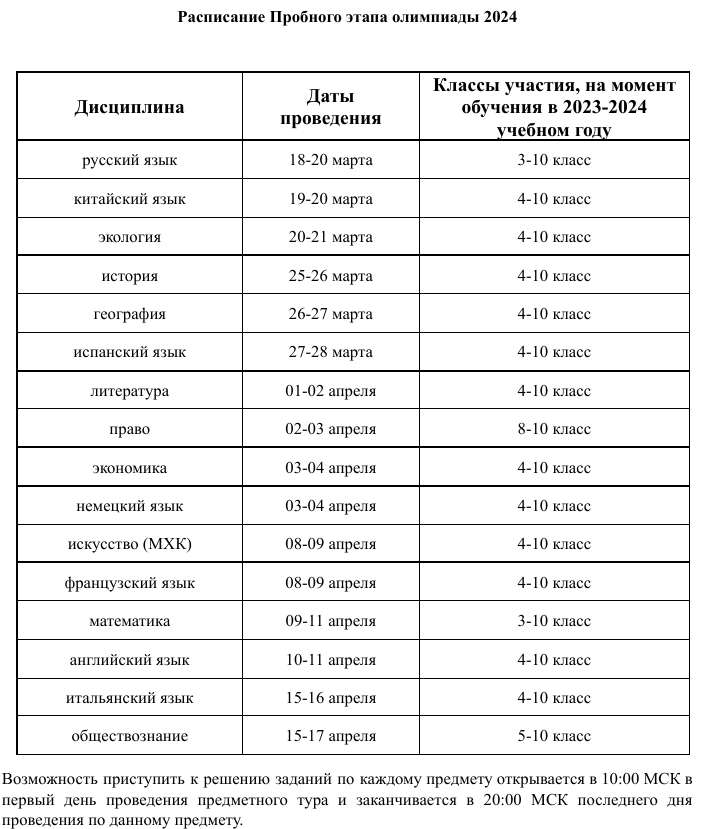 Расписание Пробного этапа олимпиады 2024
Дисциплина
Даты
проведения
Классы участия, на момент
обучения в 2023-2024
учебном году
русский язык 18-20 марта 3-10 класс
китайский язык 19-20 марта 4-10 класс
экология 20-21 марта 4-10 класс
история 25-26 марта 4-10 класс
география 26-27 марта 4-10 класс
испанский язык 27-28 марта 4-10 класс
литература 01-02 апреля 4-10 класс
право 02-03 апреля 8-10 класс
экономика 03-04 апреля 4-10 класс
немецкий язык 03-04 апреля 4-10 класс
искусство (МХК) 08-09 апреля 4-10 класс
французский язык 08-09 апреля 4-10 класс
математика 09-11 апреля 3-10 класс
английский язык 10-11 апреля 4-10 класс
итальянский язык 15-16 апреля 4-10 класс
обществознание 15-17 апреля 5-10 класс
Возможность приступить к решению заданий по каждому предмету открывается в 10:00 МСК в
первый день проведения предметного тура и заканчивается в 20:00 МСК последнего дня
проведения по данному предмету.